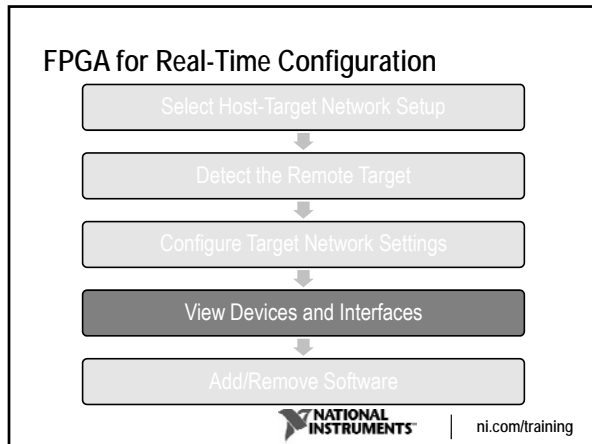 FPGA for Real-Time Configuration
Select Host-Target Network Setup
Detect the Remote Target
Configure Target Network Settings
View Devices and Interfaces
Add/Remove Software
NATIONAL
INSTRUMENTS™
ni.com/training